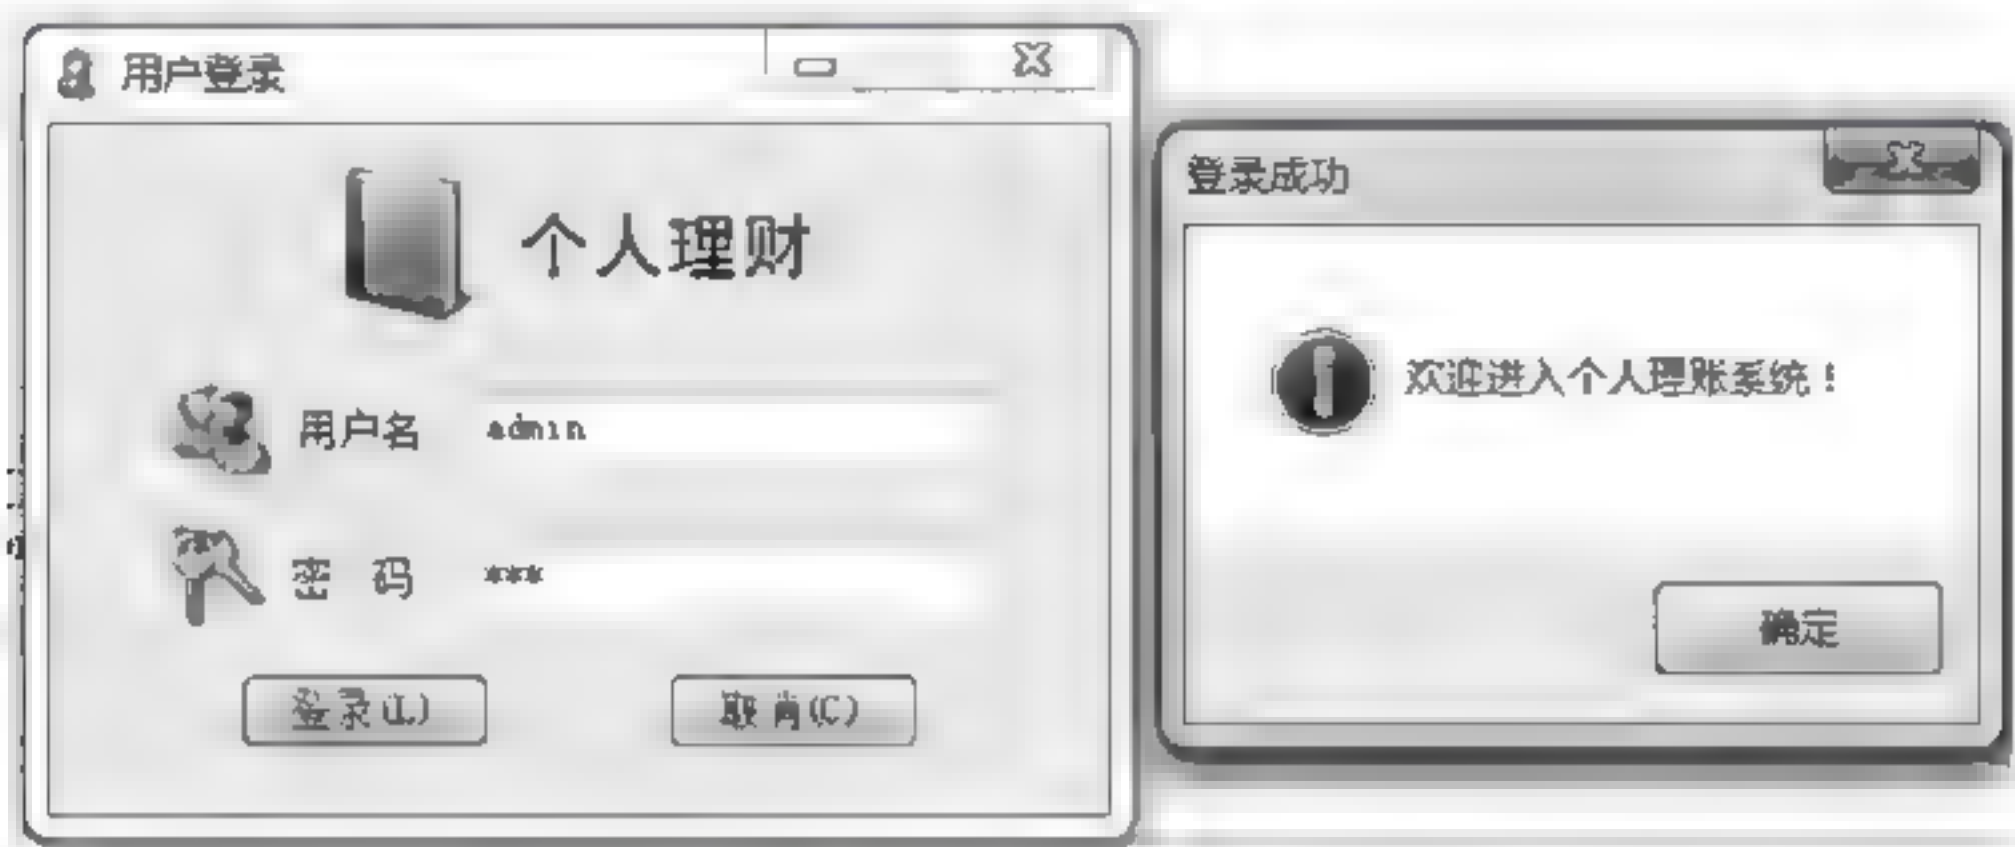 用户登录
个人理财
用户名 admin
密 码 ***
登录(L) 取消(C)
登录成功
欢迎进入个人理账系统！
确定